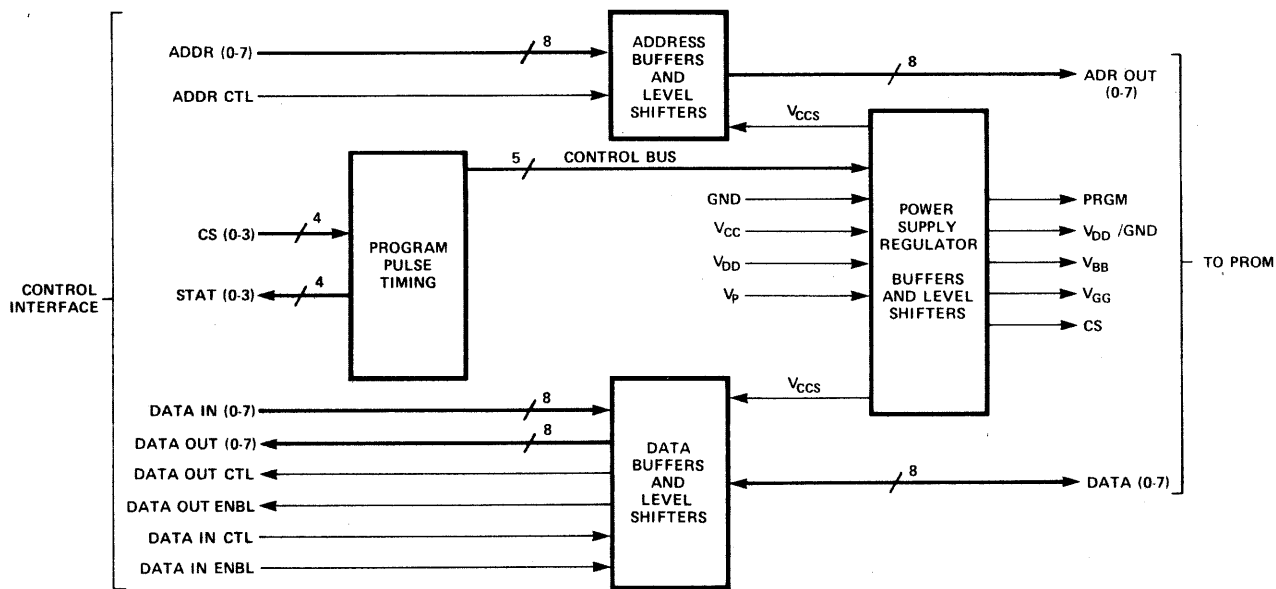 ADDR (0-7)
8
ADDRESS
BUFFERS
AND
LEVEL
SHIFTERS
8
ADR OUT
(0-7)
ADDR CTL
VCCS
5
CONTROL BUS
CONTROL
INTERFACE
CS (0-3)
4
STAT (0-3)
4
PROGRAM
PULSE
TIMING
GND
VCC
VDD
VP
POWER
SUPPLY
REGULATOR
BUFFERS
AND LEVEL
SHIFTERS
PRGM
VDD /GND
VBB
VGG
CS
TO PROM
VCCS
DATA IN (0-7)
8
DATA OUT (0-7)
8
DATA OUT CTL
DATA OUT ENBL
DATA IN CTL
DATA IN ENBL
DATA
BUFFERS
AND
LEVEL
SHIFTERS
8
DATA (0-7)